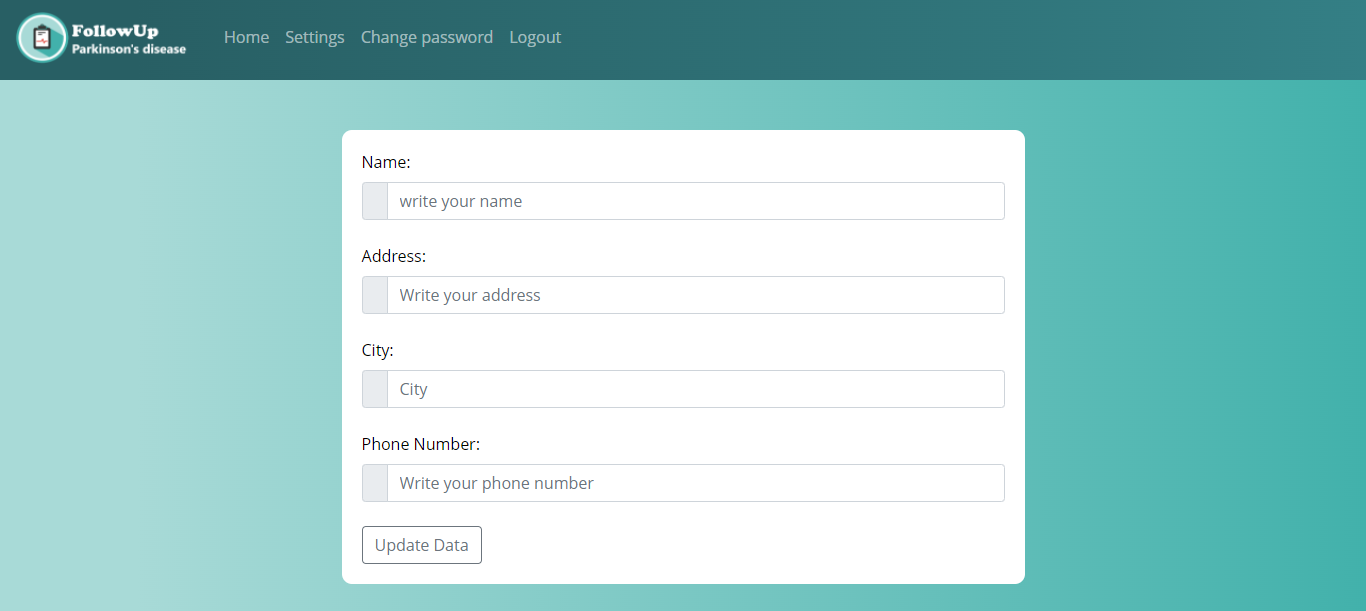 FollowUp
Parkinson's disease
Home Settings Change password Logout
Name:
write your name
Address:
Write your address
City:
City
Phone Number:
Write your phone number
Update Data